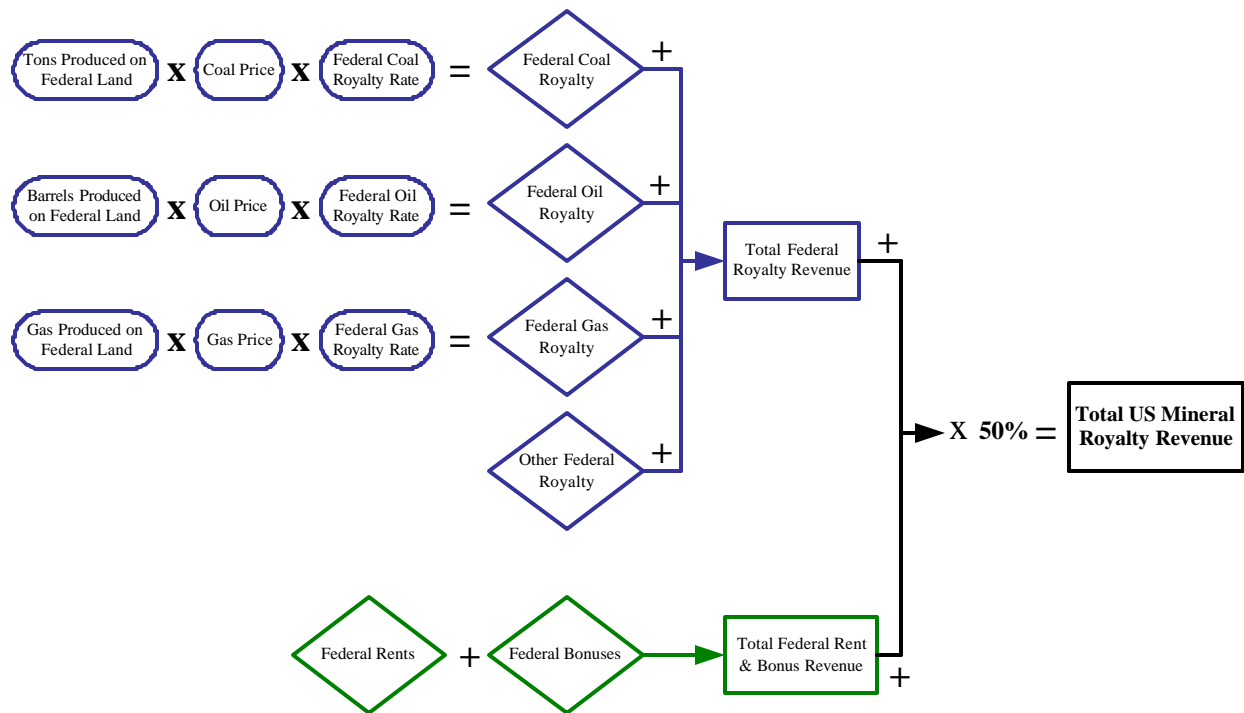 Tons Produced on
Federal Land
x
Coal Price
x
Federal Coal
Royalty Rate
=
Federal Coal
Royalty
+
Barrels Produced
on Federal Land
x
Oil Price
x
Federal Oil
Royalty Rate
=
Federal Oil
Royalty
+
Total Federal
Royalty Revenue
+
Gas Produced on
Federal Land
x
Gas Price
x
Federal Gas
Royalty Rate
=
Federal Gas
Royalty
+
Other Federal
Royalty
+
X 50% =
Total US Mineral
Royalty Revenue
Federal Rents
+
Federal Bonuses
Total Federal Rent
& Bonus Revenue
+